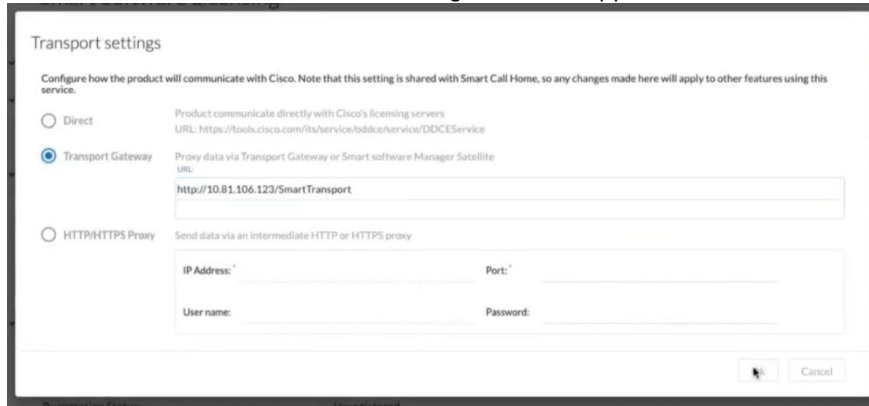 Transport settings
Configure how the product will communicate with Cisco. Note that this setting is shared with Smart Call Home, so any changes made here will apply to other features using this
service.
Direct
Product communicate directly with Cisco's licensing servers
URL: https://tools.cisco.com/its/service/oddce/service/DDCEService
Transport Gateway
Proxy data via Transport Gateway or Smart software Manager Satellite
URL:
http://10.81.106.123/SmartTransport
HTTP/HTTPS Proxy
Send data via an intermediate HTTP or HTTPS proxy
IP Address: *
Port: *
User name:
Password:
Cancel